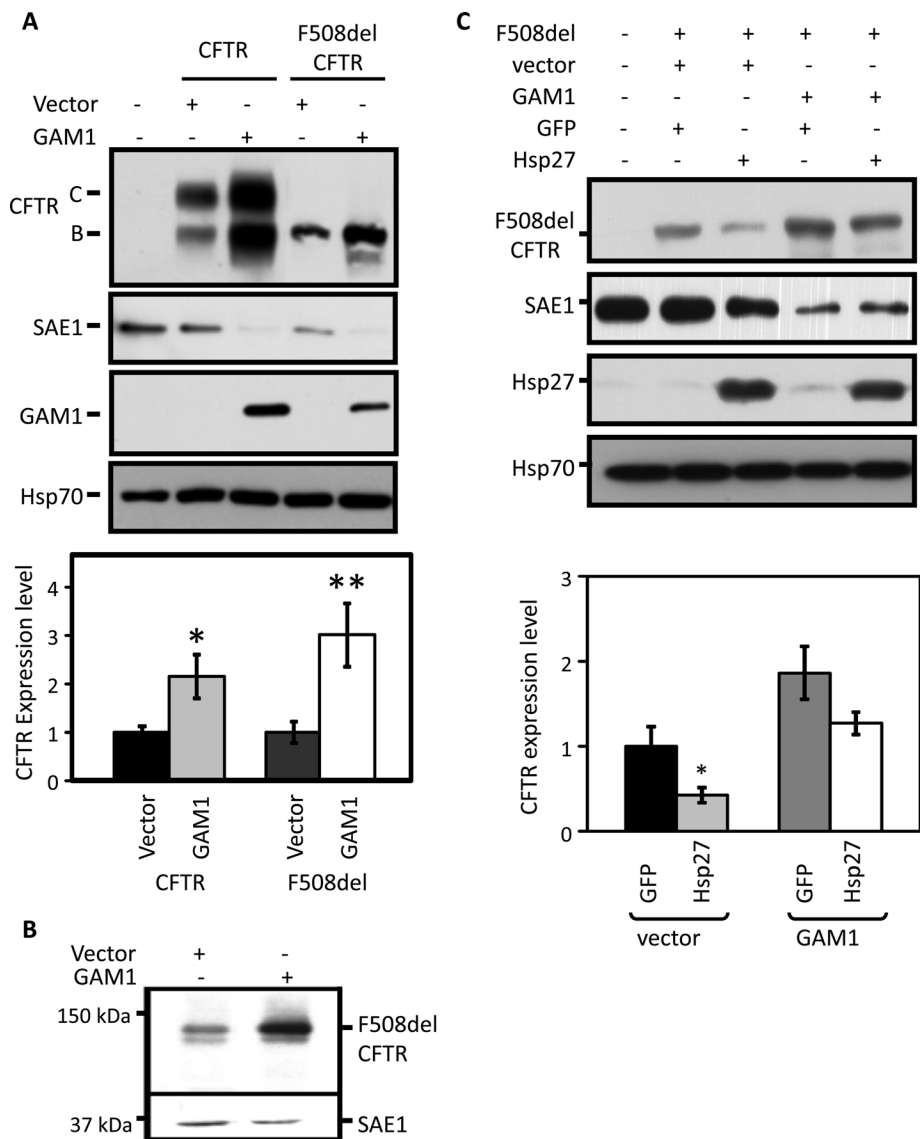 A
CFTR
F508del
CFTR
Vector - + - + -
GAM1 - - + - +
CFTR
C
B
SAE1
GAM1
Hsp70
CFTR Expression level
4
3
2
1
0
*
**
Vector
GAM1
Vector
GAM1
CFTR
F508del
B
Vector + -
GAM1 - +
150 kDa
F508del
CFTR
37 kDa
SAE1
C
F508del - + + + +
vector - + + - -
GAM1 - - - + +
GFP - + - + -
Hsp27 - - + - +
F508del
CFTR
SAE1
Hsp27
Hsp70
CFTR expression level
3
2
1
0
*
GFP
Hsp27
GFP
Hsp27
vector
GAM1